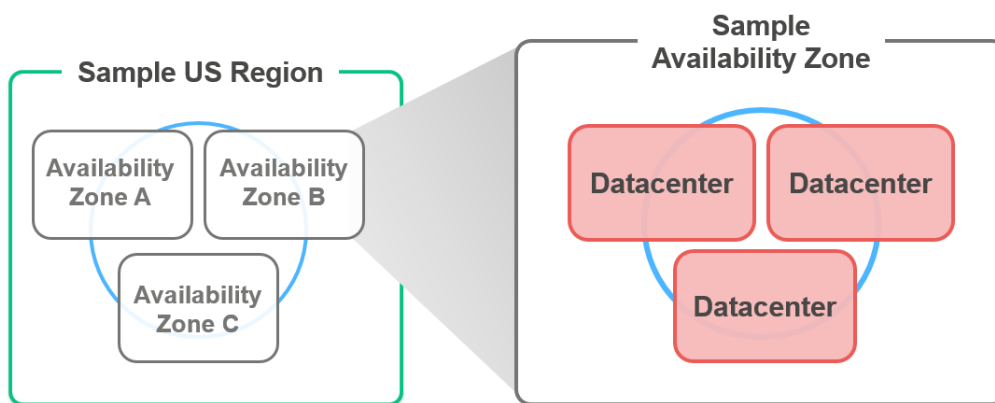 Sample US Region
Availability
Zone A
Availability
Zone B
Availability
Zone C
Sample
Availability Zone
Datacenter
Datacenter
Datacenter